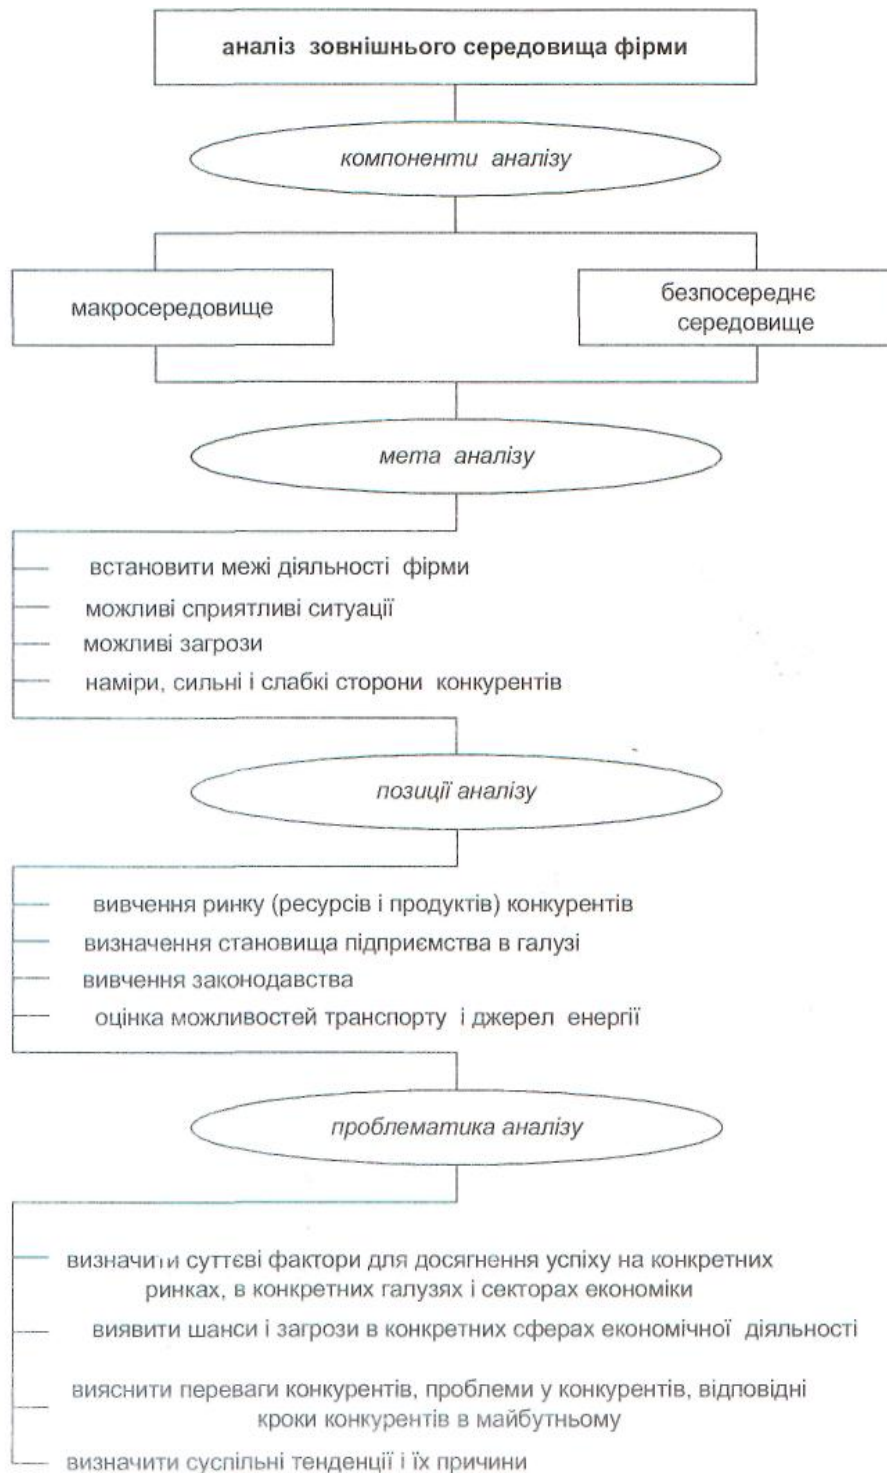 аналіз зовнішнього середовища фірми
компоненти аналізу
макросередовище
безпосереднє
середовище
мета аналізу
встановити межі діяльності фірми
можливі сприятливі ситуації
можливі загрози
наміри, сильні і слабкі сторони конкурентів
позиції аналізу
вивчення ринку (ресурсів і продуктів) конкурентів
визначення становища підприємства в галузі
вивчення законодавства
оцінка можливостей транспорту і джерел енергії
проблематика аналізу
визначити суттєві фактори для досягнення успіху на конкретних
ринках, в конкретних галузях і секторах економіки
виявити шанси і загрози в конкретних сферах економічної діяльності
вияснити переваги конкурентів, проблеми у конкурентів, відповідні
кроки конкурентів в майбутньому
визначити суспільні тенденції і їх причини